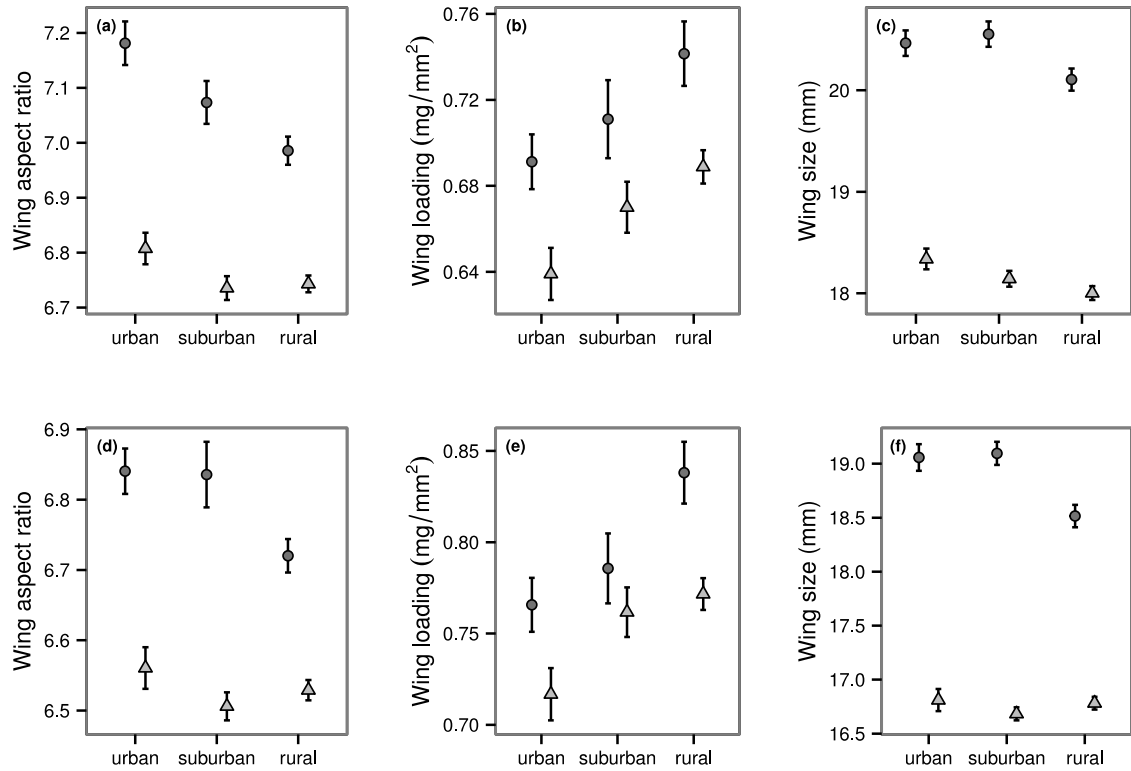 (a)
Wing aspect ratio
7.2
7.1
7.0
6.9
6.8
6.7
urban suburban rural
(b)
Wing loading (mg/mm²)
0.76
0.72
0.68
0.64
urban suburban rural
(c)
Wing size (mm)
20
19
18
urban suburban rural
(d)
Wing aspect ratio
6.9
6.8
6.7
6.6
6.5
urban suburban rural
(e)
Wing loading (mg/mm²)
0.85
0.80
0.75
0.70
urban suburban rural
(f)
Wing size (mm)
19.0
18.5
18.0
17.5
17.0
16.5
urban suburban rural